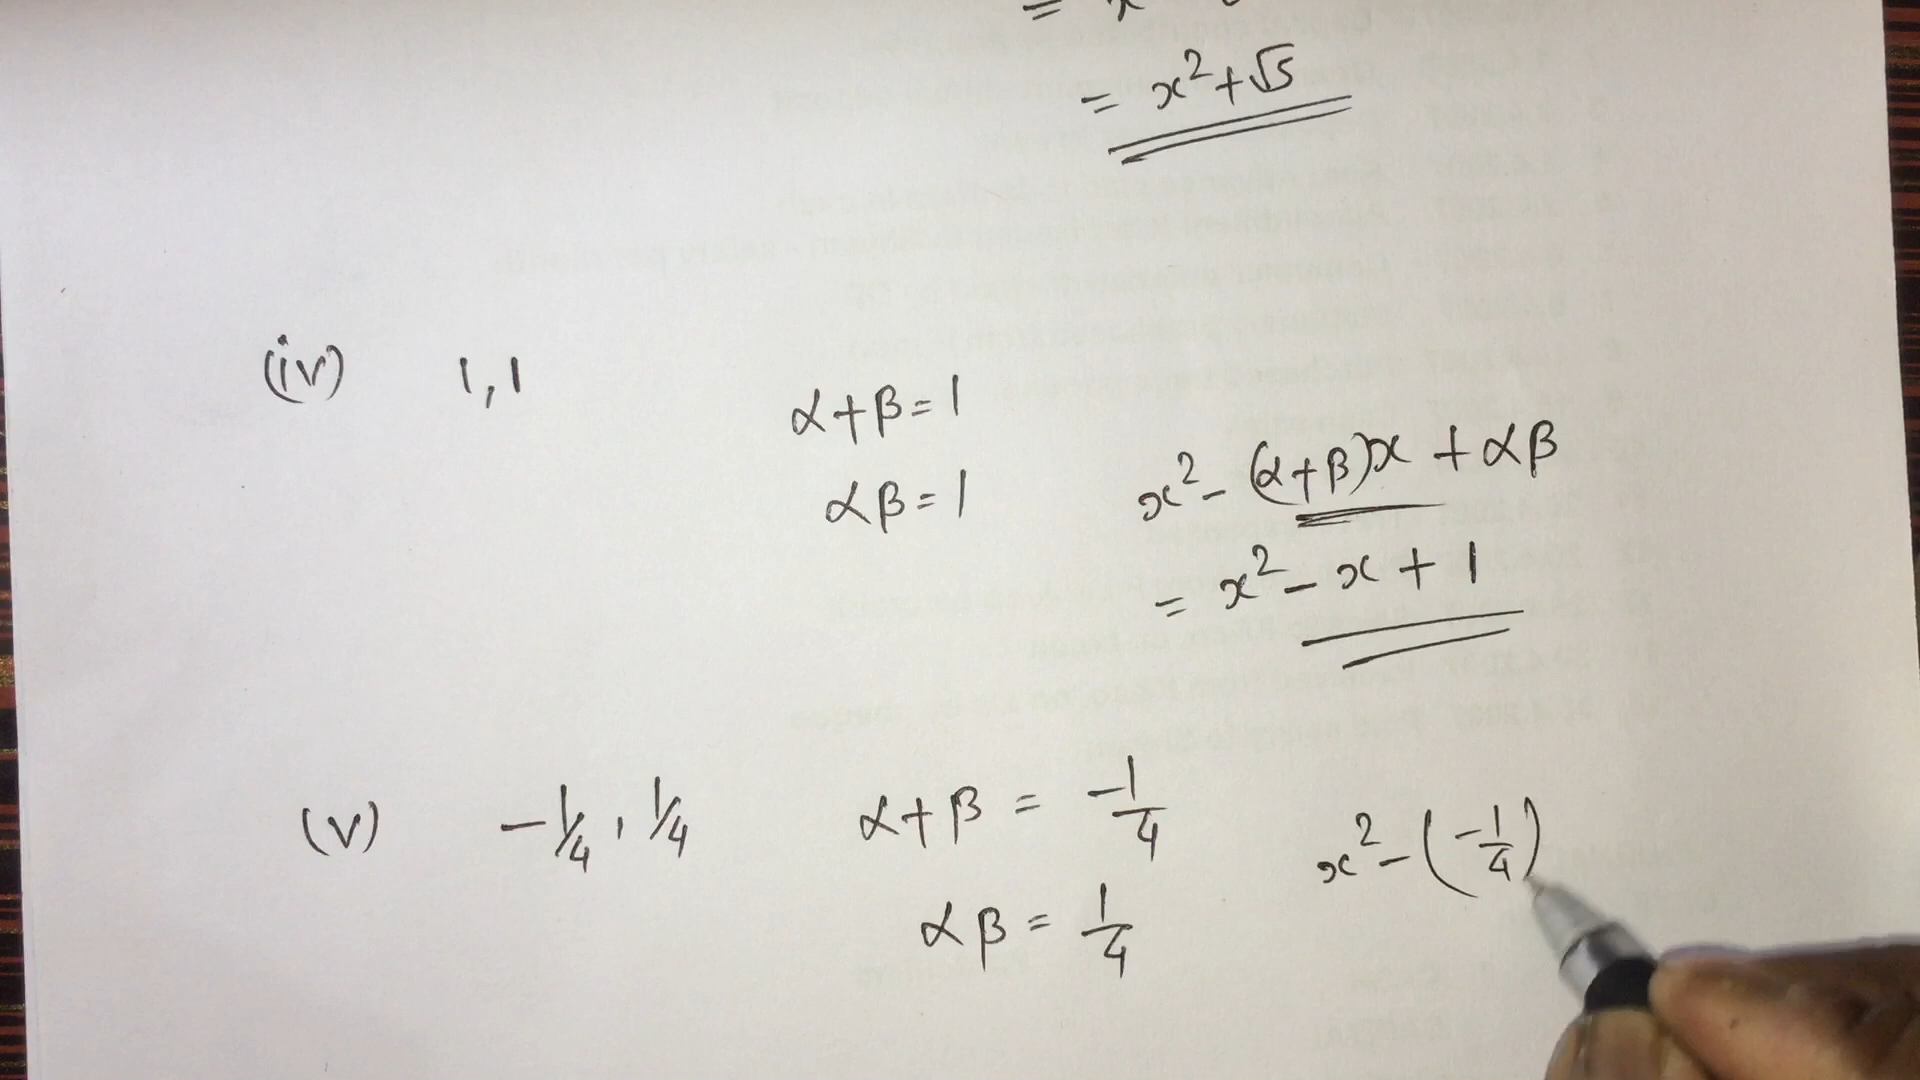 = x
= x² + √5
(iv) 1, 1
α + β = 1
αβ = 1
x² - (α + β)x + αβ
= x² - x + 1
(v) -1/4, 1/4
α + β = -1/4
αβ = 1/4
x² - (-1/4)